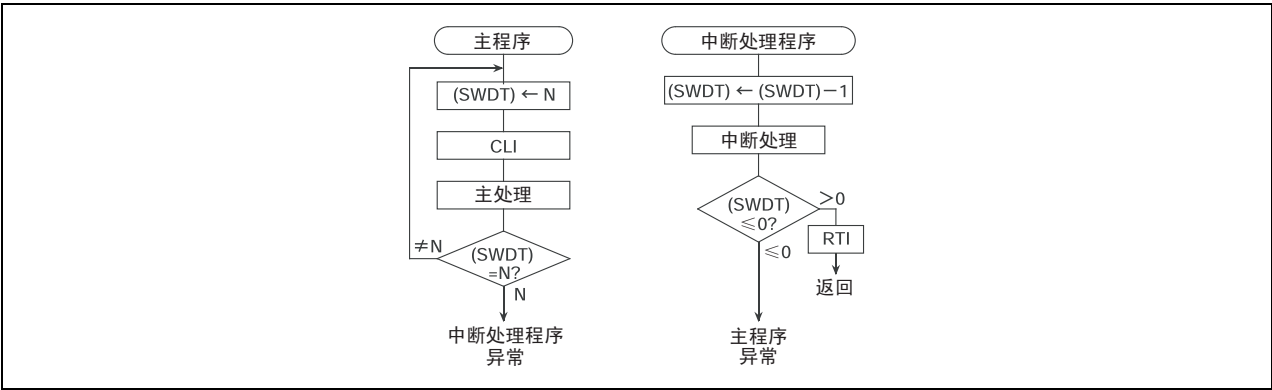 主程序
(SWDT) ← N
CLI
主处理
≠N
(SWDT)
=N?
N
中断处理程序
异常
中断处理程序
(SWDT) ← (SWDT)−1
中断处理
(SWDT)
≤0?
>0
RTI
≤0
返回
主程序
异常